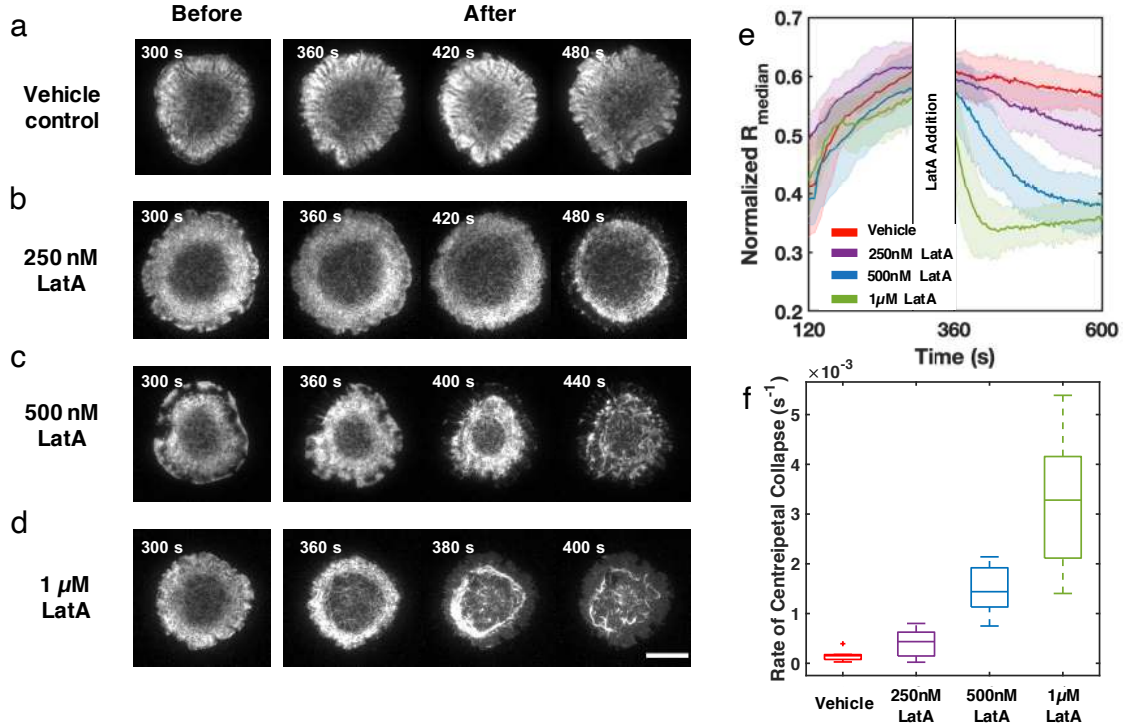 Before After
a
Vehicle
control
300 s 360 s 420 s 480 s
b
250 nM
LatA
300 s 360 s 420 s 480 s
c
500 nM
LatA
300 s 360 s 400 s 440 s
d
1 µM
LatA
300 s 360 s 380 s 400 s
e
Normalized Rmedian
0.7
0.6
0.5
0.4
0.3
0.2
LatA Addition
Vehicle
250nM LatA
500nM LatA
1µM LatA
120 360 600
Time (s)
f
×10⁻³
Rate of Centreipetal Collapse (s⁻¹)
5
4
3
2
1
0
Vehicle 250nM 500nM 1µM
LatA LatA LatA